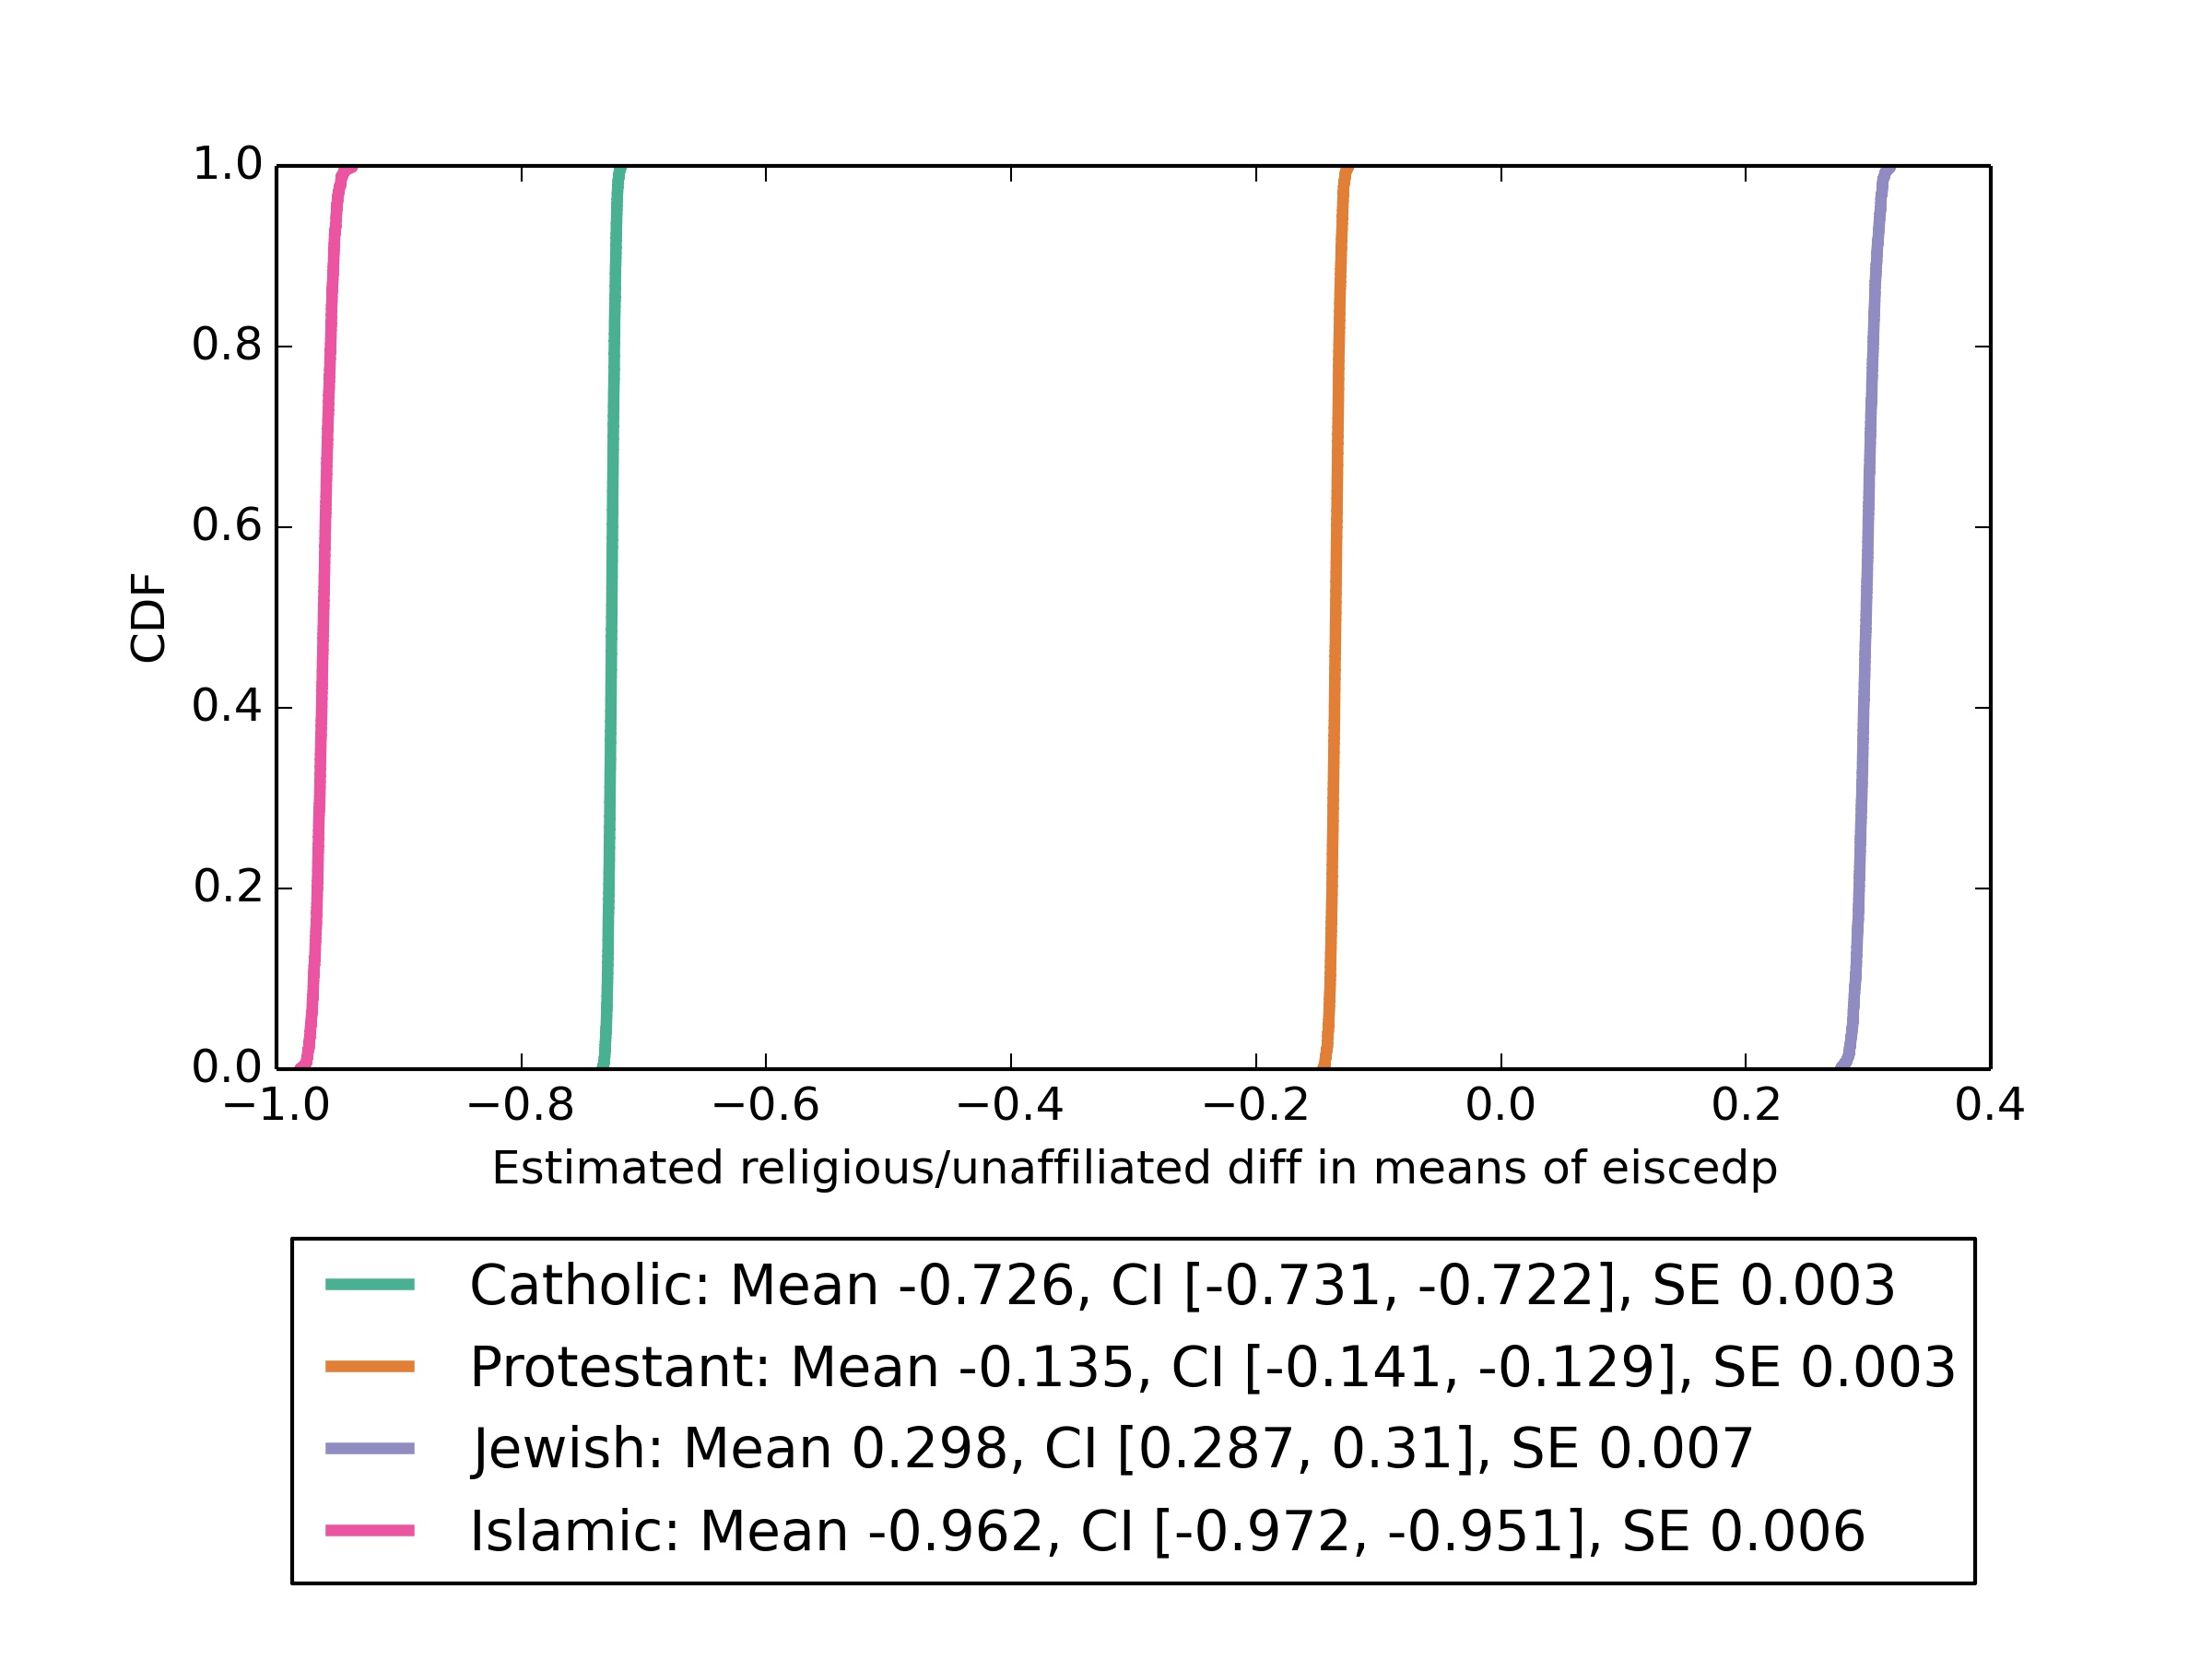 1.0
0.8
0.6
0.4
0.2
0.0
CDF
−1.0 −0.8 −0.6 −0.4 −0.2 0.0 0.2 0.4
Estimated religious/unaffiliated diff in means of eiscedp
Catholic: Mean -0.726, CI [-0.731, -0.722], SE 0.003
Protestant: Mean -0.135, CI [-0.141, -0.129], SE 0.003
Jewish: Mean 0.298, CI [0.287, 0.31], SE 0.007
Islamic: Mean -0.962, CI [-0.972, -0.951], SE 0.006